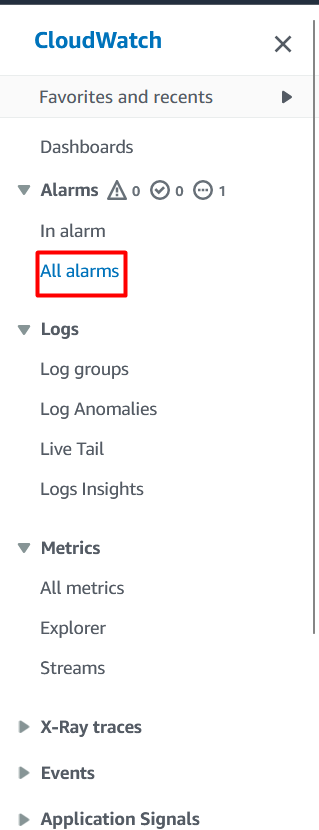 CloudWatch
Favorites and recents
Dashboards
Alarms 0 0 1
In alarm
All alarms
Logs
Log groups
Log Anomalies
Live Tail
Logs Insights
Metrics
All metrics
Explorer
Streams
X-Ray traces
Events
Application Signals